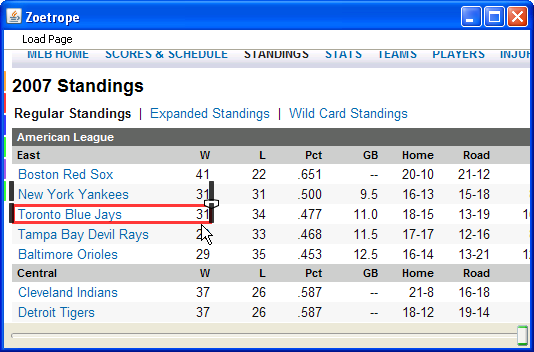 Zoetrope
Load Page
MLB HOME SCORES & SCHEDULE STANDINGS STATS TEAMS PLAYERS INJUR
2007 Standings
Regular Standings | Expanded Standings | Wild Card Standings
American League
East W L Pct GB Home Road
Boston Red Sox 41 22 .651 -- 20-10 21-12
New York Yankees 31 31 .500 9.5 16-13 15-18
Toronto Blue Jays 31 34 .477 11.0 18-15 13-19
Tampa Bay Devil Rays 33 .468 11.5 17-17 12-16
Baltimore Orioles 29 35 .453 12.5 16-14 13-21
Central W L Pct GB Home Road
Cleveland Indians 37 26 .587 -- 21-8 16-18
Detroit Tigers 37 26 .587 -- 18-12 19-14